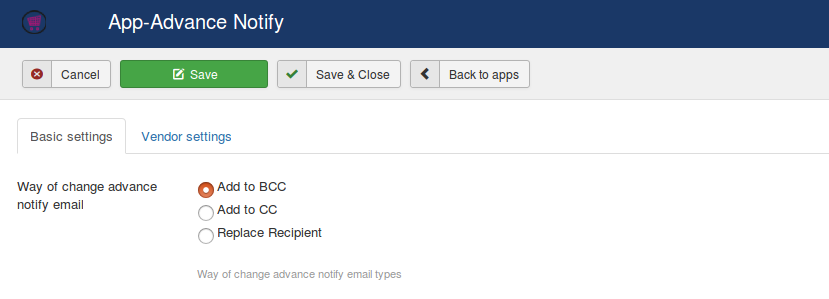 App-Advance Notify
Cancel
Save
Save & Close
Back to apps
Basic settings
Vendor settings
Way of change advance
notify email
Add to BCC
Add to CC
Replace Recipient
Way of change advance notify email types